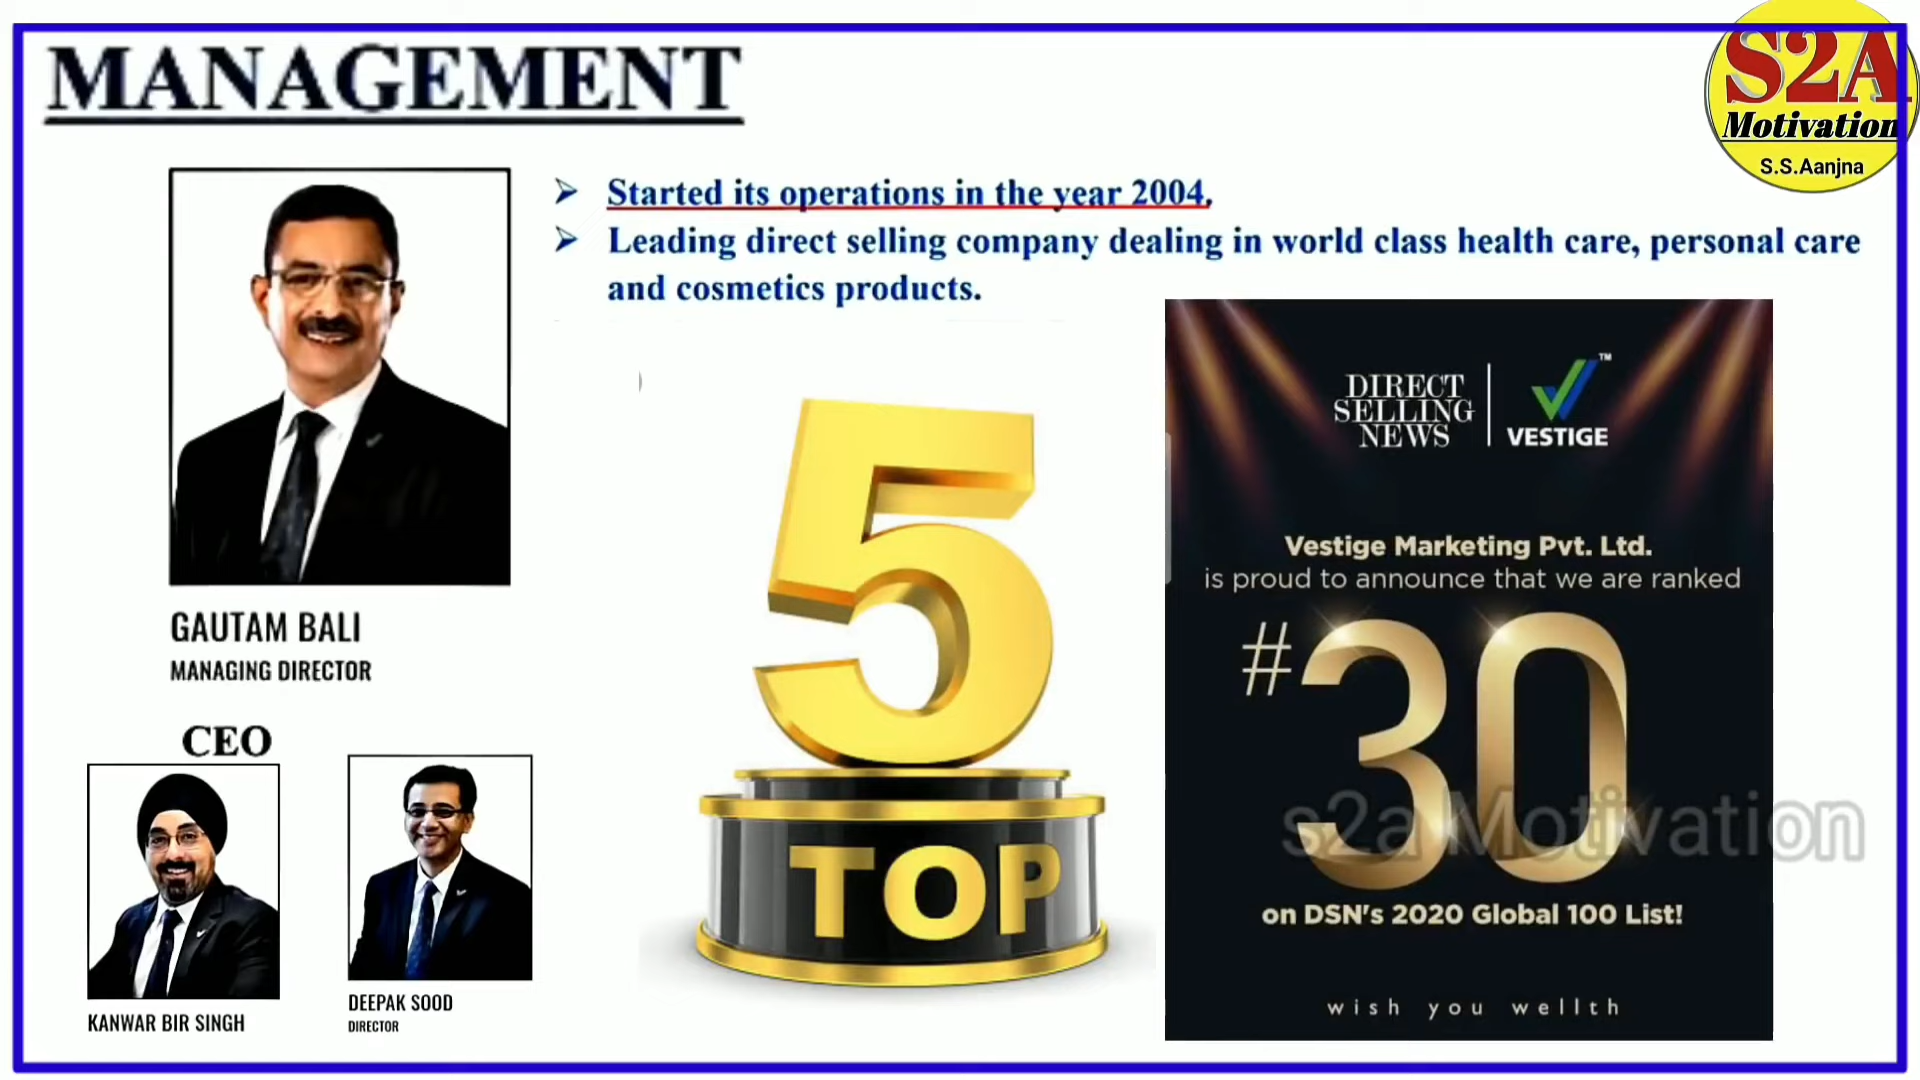 MANAGEMENT
S2A
Motivation
S.S.Aanjna
➢ Started its operations in the year 2004.
➢ Leading direct selling company dealing in world class health care, personal care
and cosmetics products.
GAUTAM BALI
MANAGING DIRECTOR
CEO
KANWAR BIR SINGH
DEEPAK SOOD
DIRECTOR
5
TOP
DIRECT
SELLING
NEWS
VESTIGE™
Vestige Marketing Pvt. Ltd.
is proud to announce that we are ranked
#30
s2a Motivation
on DSN's 2020 Global 100 List!
wish you wellth